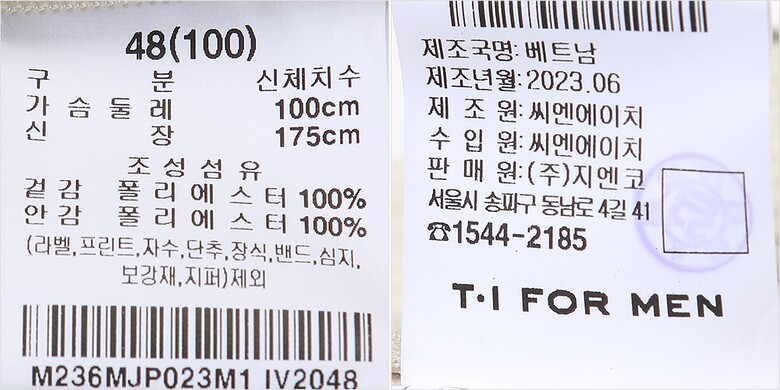 48(100)
구 분 신체치수
가 슴 둘 레 100cm
신 장 175cm
조 성 섬 유
겉 감 폴 리 에 스 터 100%
안 감 폴 리 에 스 터 100%
(라벨,프린트,자수,단추,장식,밴드,심지,
보강재,지퍼)제외
M236MJP023M1 IV2048
제조국명: 베트남
제조년월: 2023.06
제 조 원: 씨엔에이치
수 입 원: 씨엔에이치
판 매 원: (주)지엔코
서울시 송파구 동남로 4길 41
☎1544-2185
T·I FOR MEN